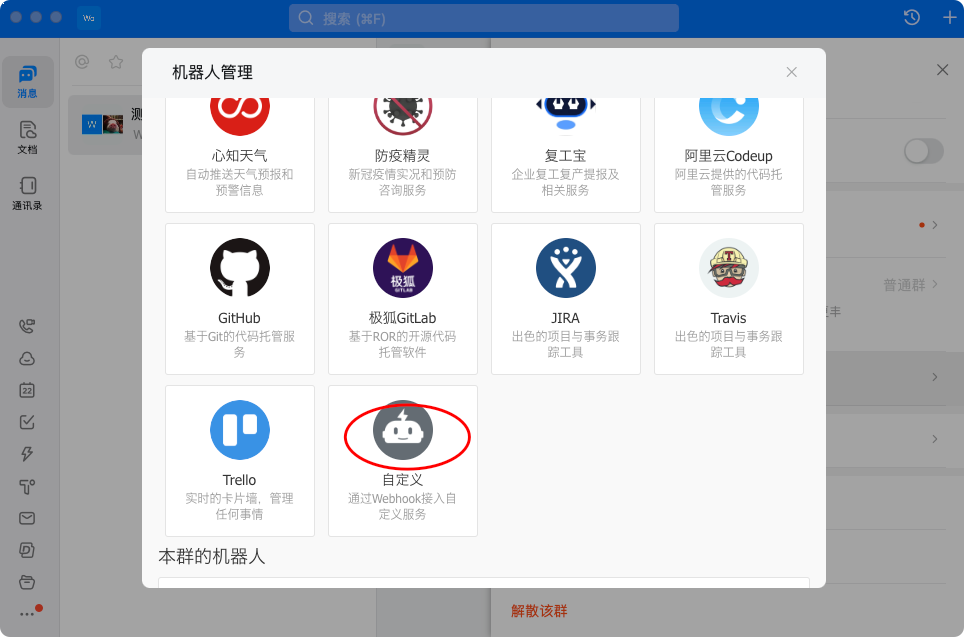 Wa
搜索 (⌘F)
消息
文档
通讯录
测
W
22
机器人管理
心知天气
自动推送天气预报和
预警信息
防疫精灵
新冠疫情实况和预防
咨询服务
复工宝
企业复工复产提报及
相关服务
阿里云Codeup
阿里云提供的代码托
管服务
GitHub
基于Git的代码托管服
务
极狐
GITLAB
极狐GitLab
基于ROR的开源代码
托管软件
JIRA
出色的项目与事务跟
踪工具
T
Travis
出色的项目与事务跟
踪工具
Trello
实时的卡片墙，管理
任何事情
自定义
通过Webhook接入自
定义服务
本群的机器人
普通群
丰
解散该群